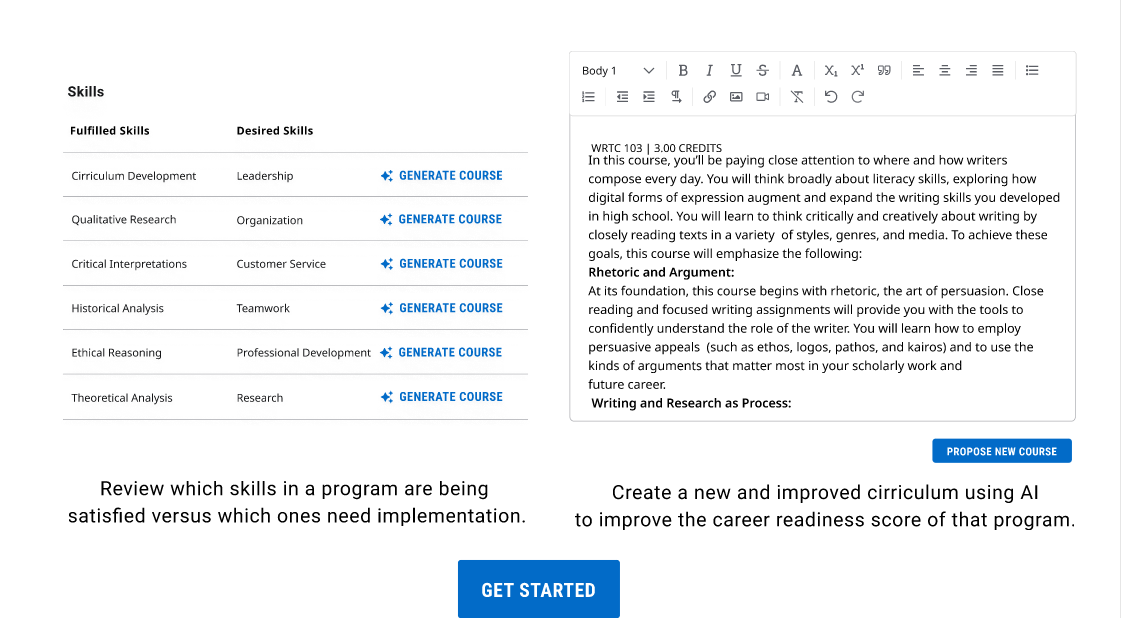 Skills
Fulfilled Skills Desired Skills
Cirriculum Development Leadership GENERATE COURSE
Qualitative Research Organization GENERATE COURSE
Critical Interpretations Customer Service GENERATE COURSE
Historical Analysis Teamwork GENERATE COURSE
Ethical Reasoning Professional Development GENERATE COURSE
Theoretical Analysis Research GENERATE COURSE
Review which skills in a program are being
satisfied versus which ones need implementation.
Body 1
WRTC 103 | 3.00 CREDITS
In this course, you’ll be paying close attention to where and how writers
compose every day. You will think broadly about literacy skills, exploring how
digital forms of expression augment and expand the writing skills you developed
in high school. You will learn to think critically and creatively about writing by
closely reading texts in a variety of styles, genres, and media. To achieve these
goals, this course will emphasize the following:
Rhetoric and Argument:
At its foundation, this course begins with rhetoric, the art of persuasion. Close
reading and focused writing assignments will provide you with the tools to
confidently understand the role of the writer. You will learn how to employ
persuasive appeals (such as ethos, logos, pathos, and kairos) and to use the
kinds of arguments that matter most in your scholarly work and
future career.
Writing and Research as Process:
PROPOSE NEW COURSE
Create a new and improved cirriculum using AI
to improve the career readiness score of that program.
GET STARTED